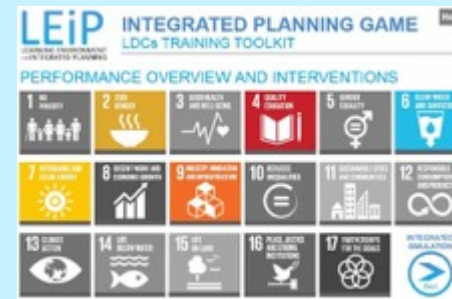 LEiP
INTEGRATED PLANNING GAME
LDCs TRAINING TOOLKIT
LEARNING ENVIRONMENT
INTEGRATED PLANNING
PERFORMANCE OVERVIEW AND INTERVENTIONS
1 NO POVERTY
2 ZERO HUNGER
3 GOOD HEALTH AND WELL-BEING
4 QUALITY EDUCATION
5 GENDER EQUALITY
6 CLEAN WATER AND SANITATION
7 AFFORDABLE AND CLEAN ENERGY
8 DECENT WORK AND ECONOMIC GROWTH
9 INDUSTRY, INNOVATION AND INFRASTRUCTURE
10 REDUCED INEQUALITIES
11 SUSTAINABLE CITIES AND COMMUNITIES
12 RESPONSIBLE
13 CLIMATE ACTION
14 LIFE BELOW WATER
15 LIFE ON LAND
16 PEACE, JUSTICE AND STRONG INSTITUTIONS
17 PARTNERSHIPS FOR THE GOALS
INTEGRATED
SIMULATION